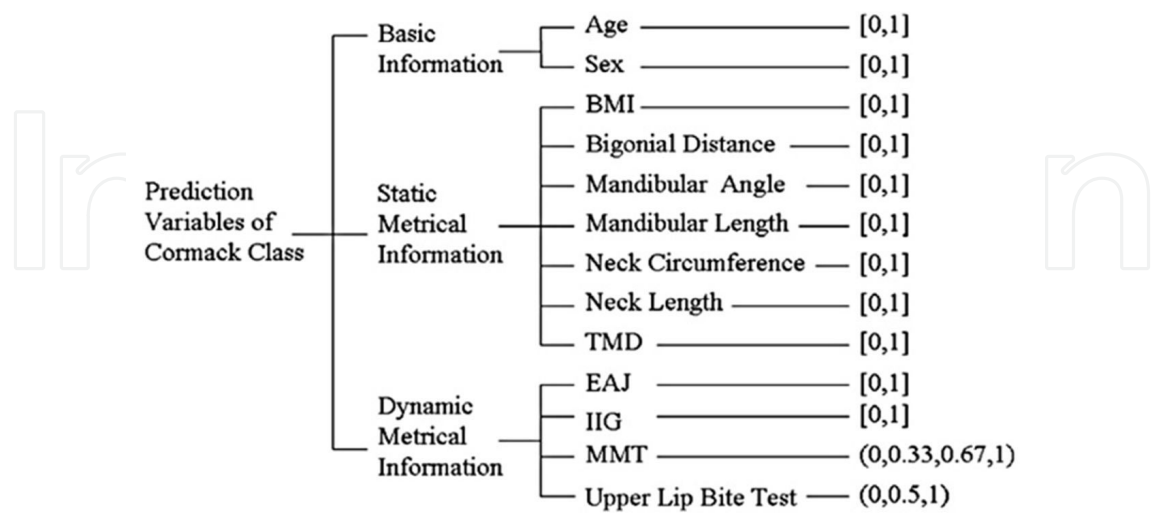 Prediction
Variables of
Cormack Class
Basic
Information
Age [0,1]
Sex [0,1]
Static
Metrical
Information
BMI [0,1]
Bigonial Distance [0,1]
Mandibular Angle [0,1]
Mandibular Length [0,1]
Neck Circumference [0,1]
Neck Length [0,1]
TMD [0,1]
Dynamic
Metrical
Information
EAJ [0,1]
IIG [0,1]
MMT (0,0.33,0.67,1)
Upper Lip Bite Test (0,0.5,1)